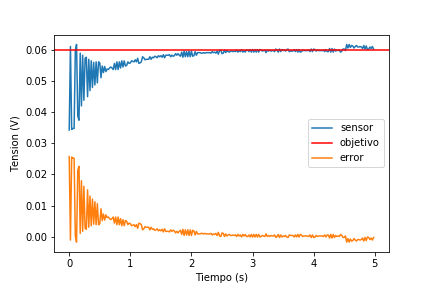 0.06
0.05
0.04
0.03
0.02
0.01
0.00
Tension (V)
sensor
objetivo
error
0 1 2 3 4 5
Tiempo (s)